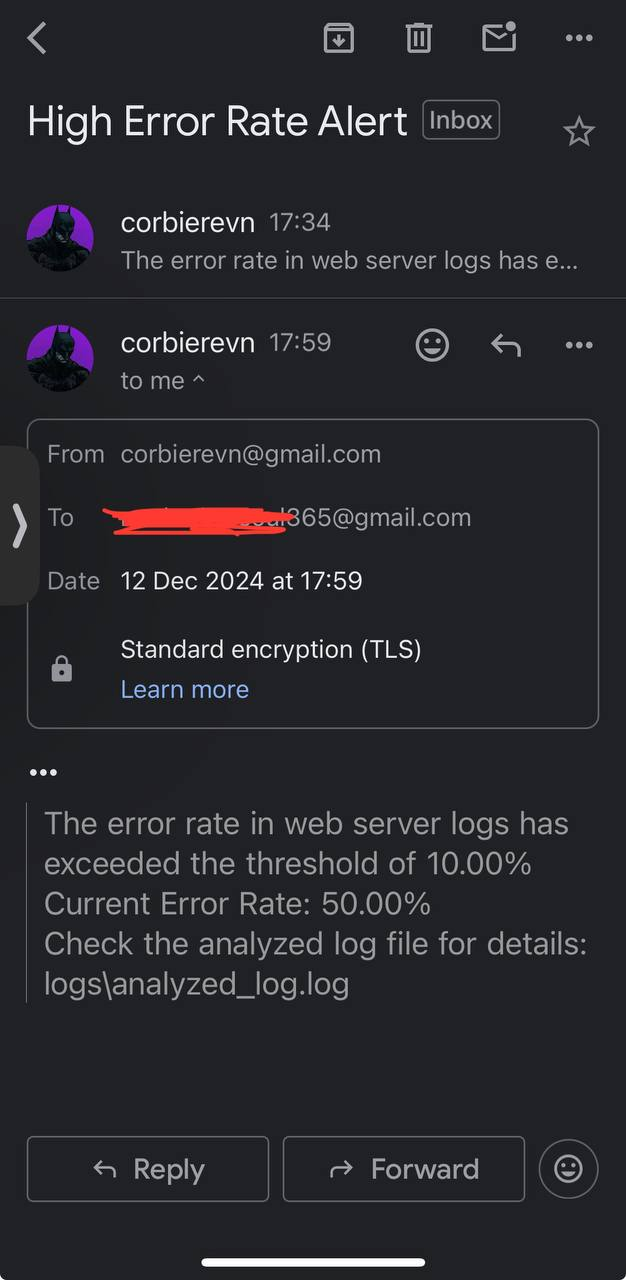 High Error Rate Alert Inbox
corbierevn 17:34
The error rate in web server logs has e...
corbierevn 17:59
to me
From corbierevn@gmail.com
To 365@gmail.com
Date 12 Dec 2024 at 17:59
Standard encryption (TLS)
Learn more
The error rate in web server logs has
exceeded the threshold of 10.00%
Current Error Rate: 50.00%
Check the analyzed log file for details:
logs\analyzed_log.log
Reply
Forward